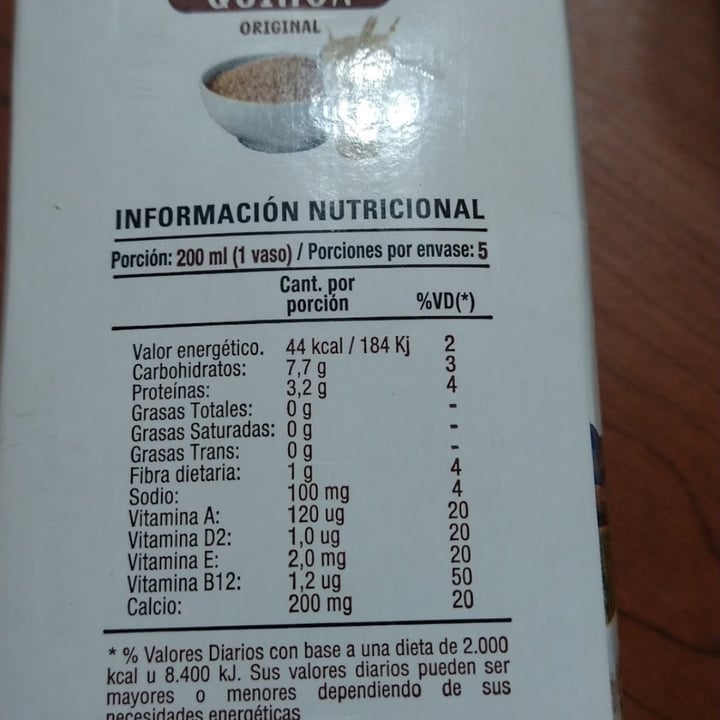 QUINOA
ORIGINAL
INFORMACIÓN NUTRICIONAL
Porción: 200 ml (1 vaso) / Porciones por envase: 5
Cant. por porción %VD(*)
Valor energético. 44 kcal / 184 Kj 2
Carbohidratos: 7,7 g 3
Proteínas: 3,2 g 4
Grasas Totales: 0 g -
Grasas Saturadas: 0 g -
Grasas Trans: 0 g -
Fibra dietaria: 1 g 4
Sodio: 100 mg 4
Vitamina A: 120 ug 20
Vitamina D2: 1,0 ug 20
Vitamina E: 2,0 mg 20
Vitamina B12: 1,2 ug 50
Calcio: 200 mg 20
* % Valores Diarios con base a una dieta de 2.000
kcal u 8.400 kJ. Sus valores diarios pueden ser
mayores o menores dependiendo de sus
necesidades energéticas